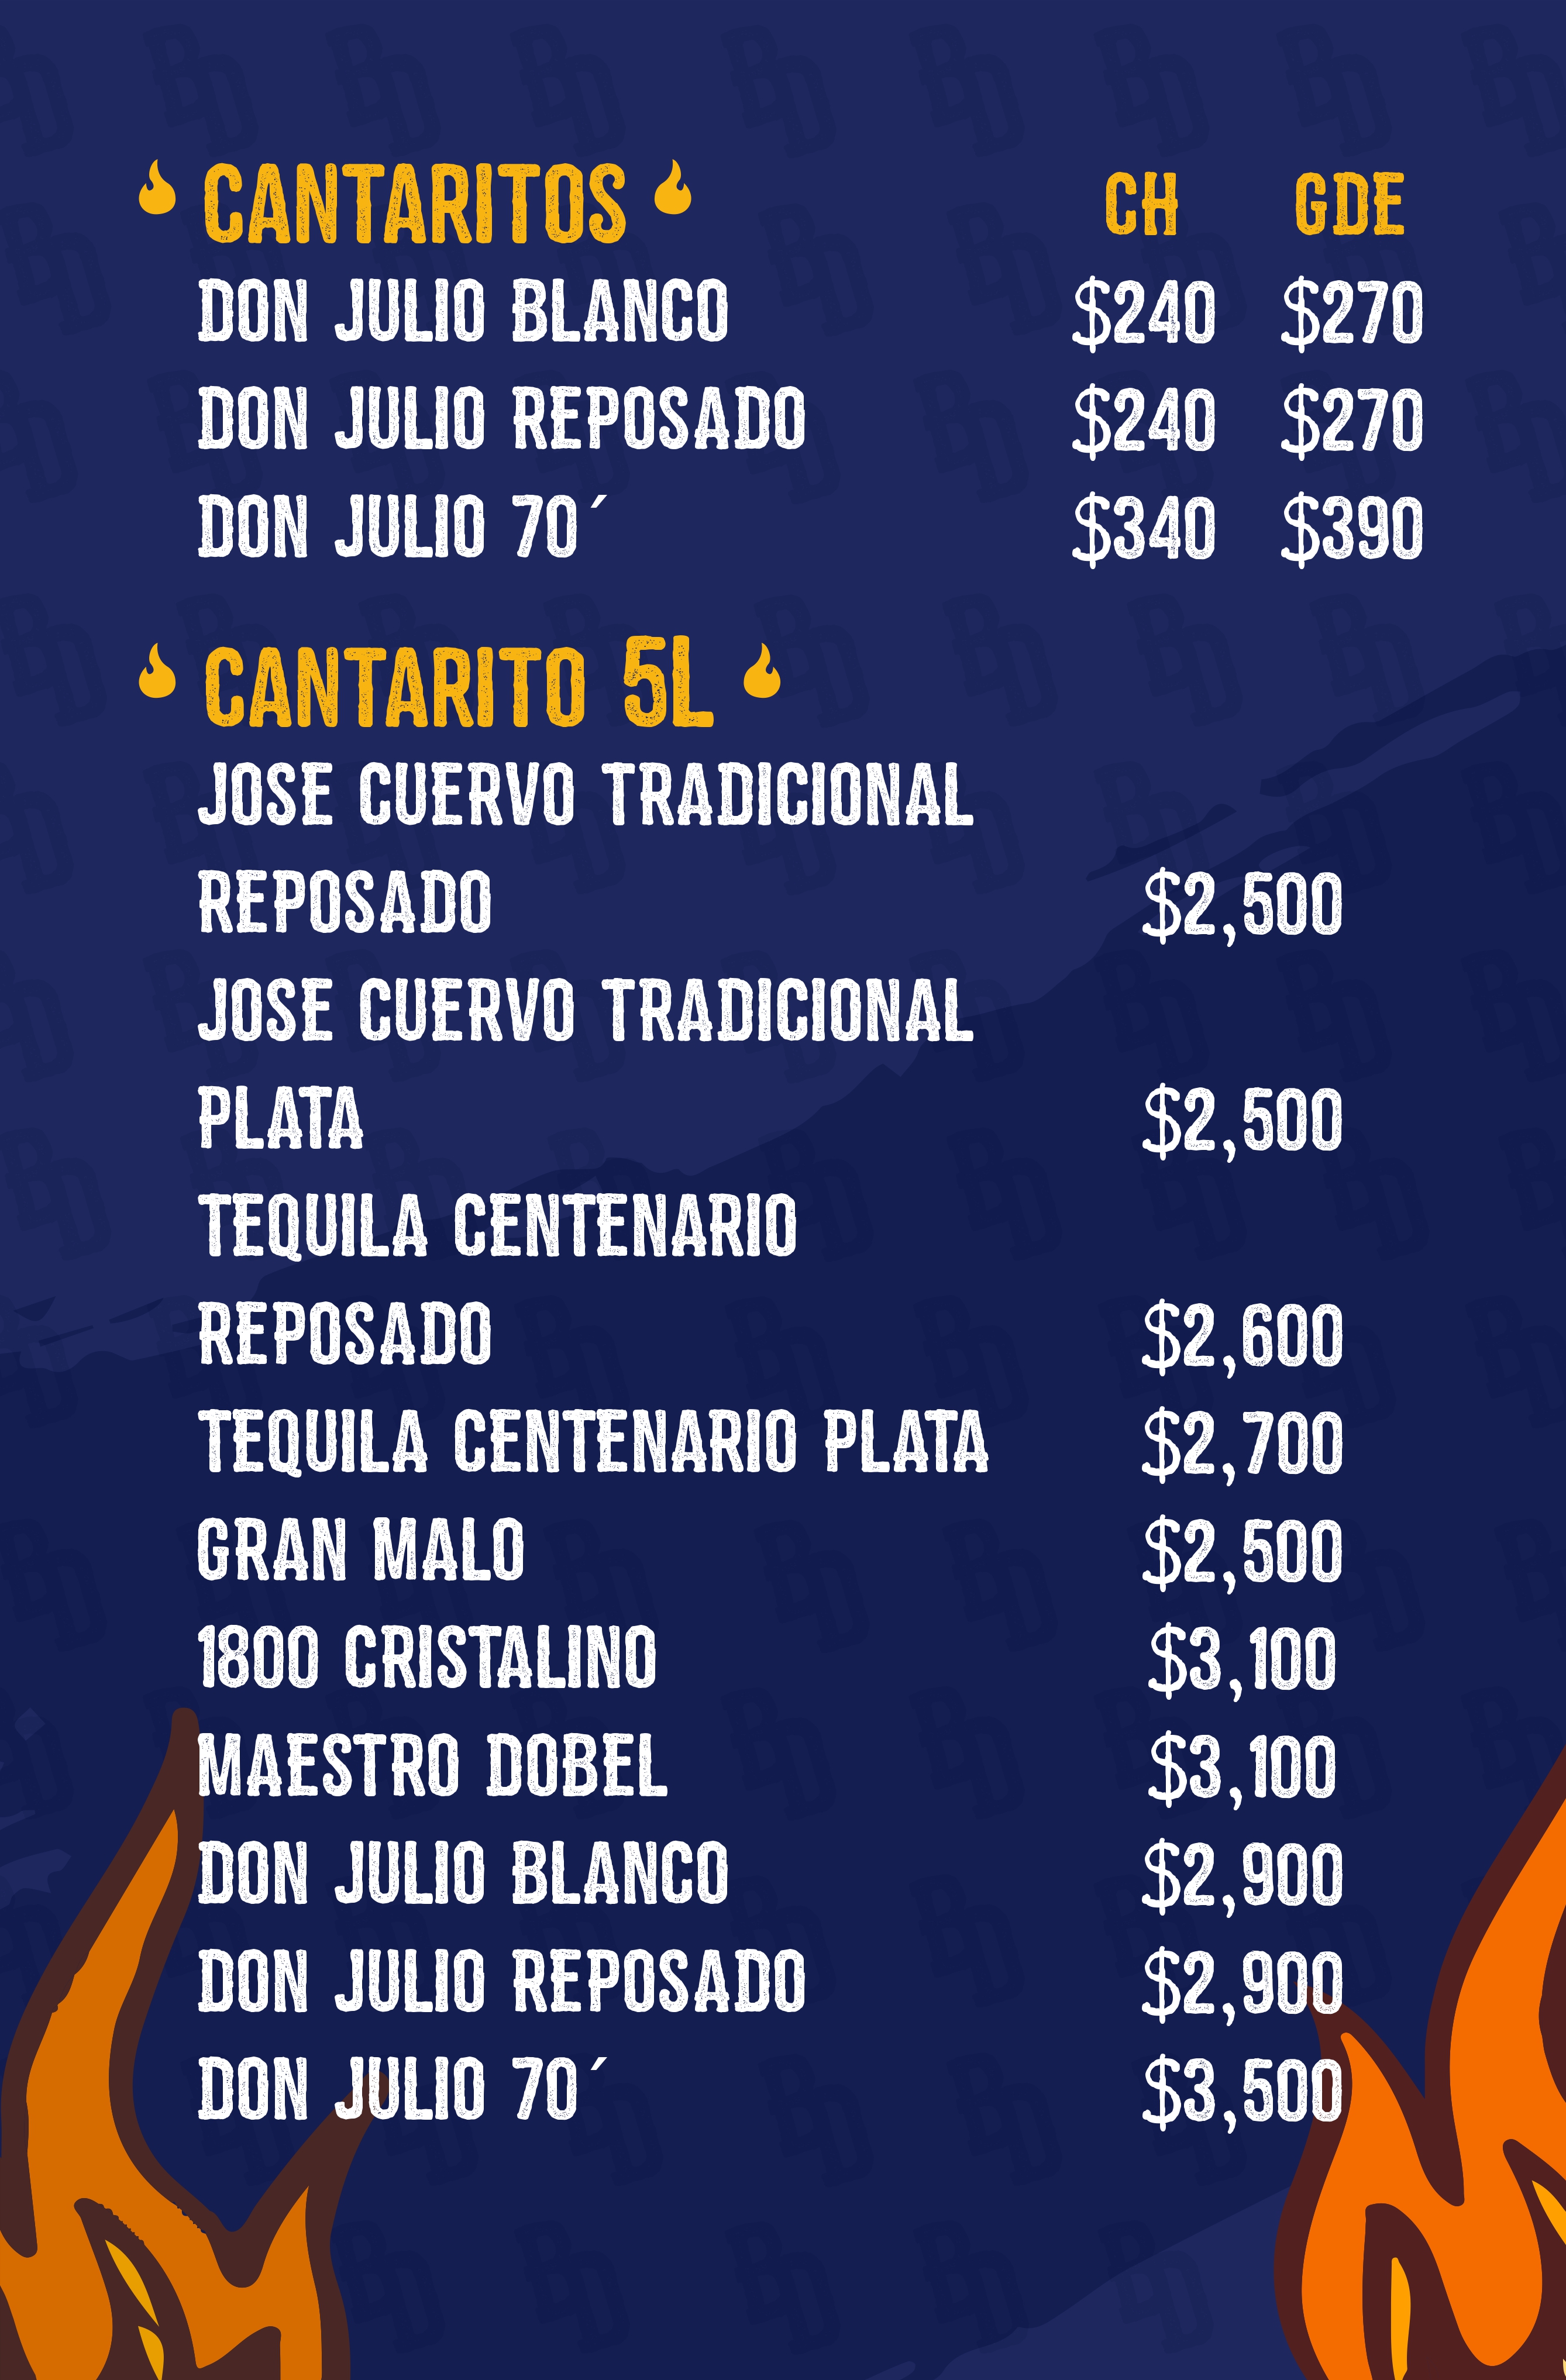 CANTARITOS CH GDE
DON JULIO BLANCO $240 $270
DON JULIO REPOSADO $240 $270
DON JULIO 70´ $340 $390
CANTARITO 5L
JOSE CUERVO TRADICIONAL
REPOSADO $2,500
JOSE CUERVO TRADICIONAL
PLATA $2,500
TEQUILA CENTENARIO
REPOSADO $2,600
TEQUILA CENTENARIO PLATA $2,700
GRAN MALO $2,500
1800 CRISTALINO $3,100
MAESTRO DOBEL $3,100
DON JULIO BLANCO $2,900
DON JULIO REPOSADO $2,900
DON JULIO 70´ $3,500